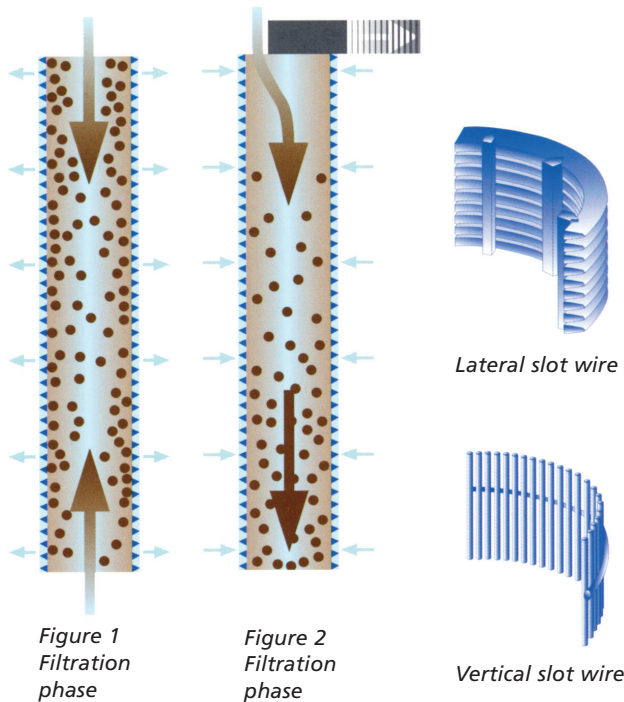 Lateral slot wire
Figure 1
Filtration
phase
Figure 2
Filtration
phase
Vertical slot wire